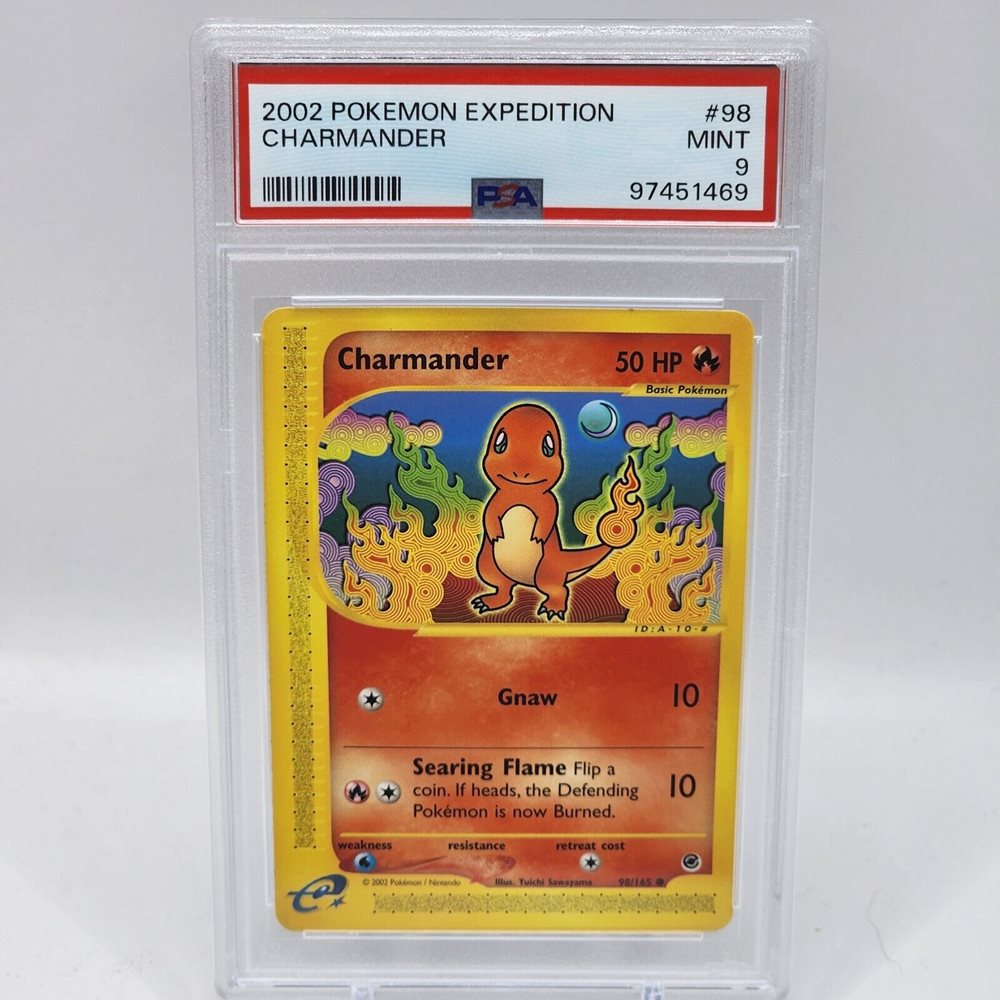 2002 POKEMON EXPEDITION #98
CHARMANDER MINT
9
PSA 97451469
Charmander 50 HP
Basic Pokémon
ID:A-10-#
Gnaw 10
Searing Flame Flip a
coin. If heads, the Defending 10
Pokémon is now Burned.
weakness resistance retreat cost
© 2002 Pokémon / Nintendo Illus. Yuichi Sawayama 98/165
e